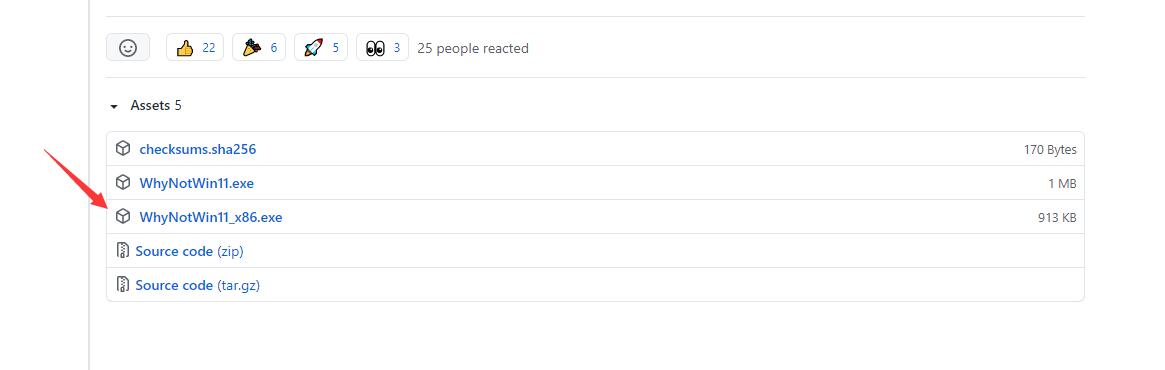 22 6 5 3 25 people reacted
Assets 5
checksums.sha256 170 Bytes
WhyNotWin11.exe 1 MB
WhyNotWin11_x86.exe 913 KB
Source code (zip)
Source code (tar.gz)